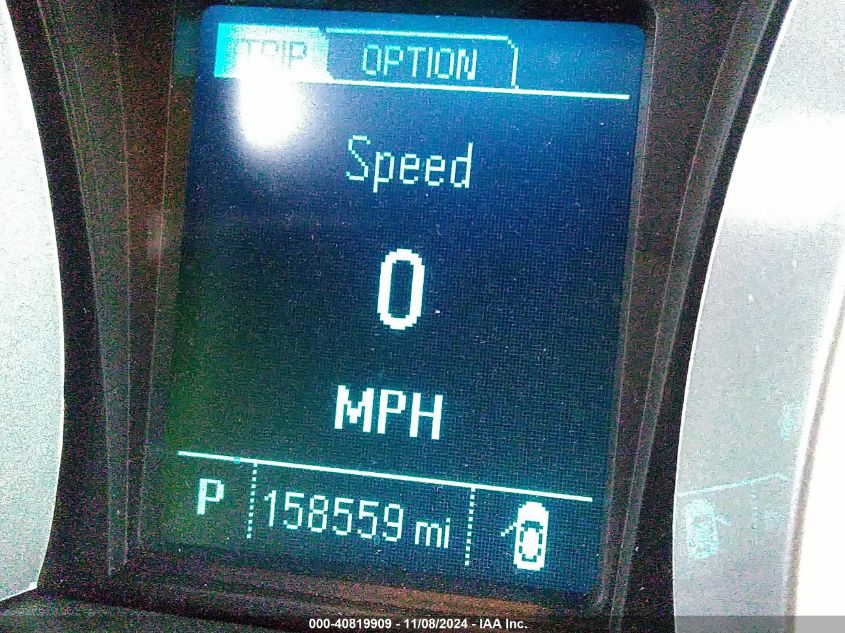 TRIP OPTION
Speed
0
MPH
P 158559 mi
000-40819909 - 11/08/2024 - IAA Inc.